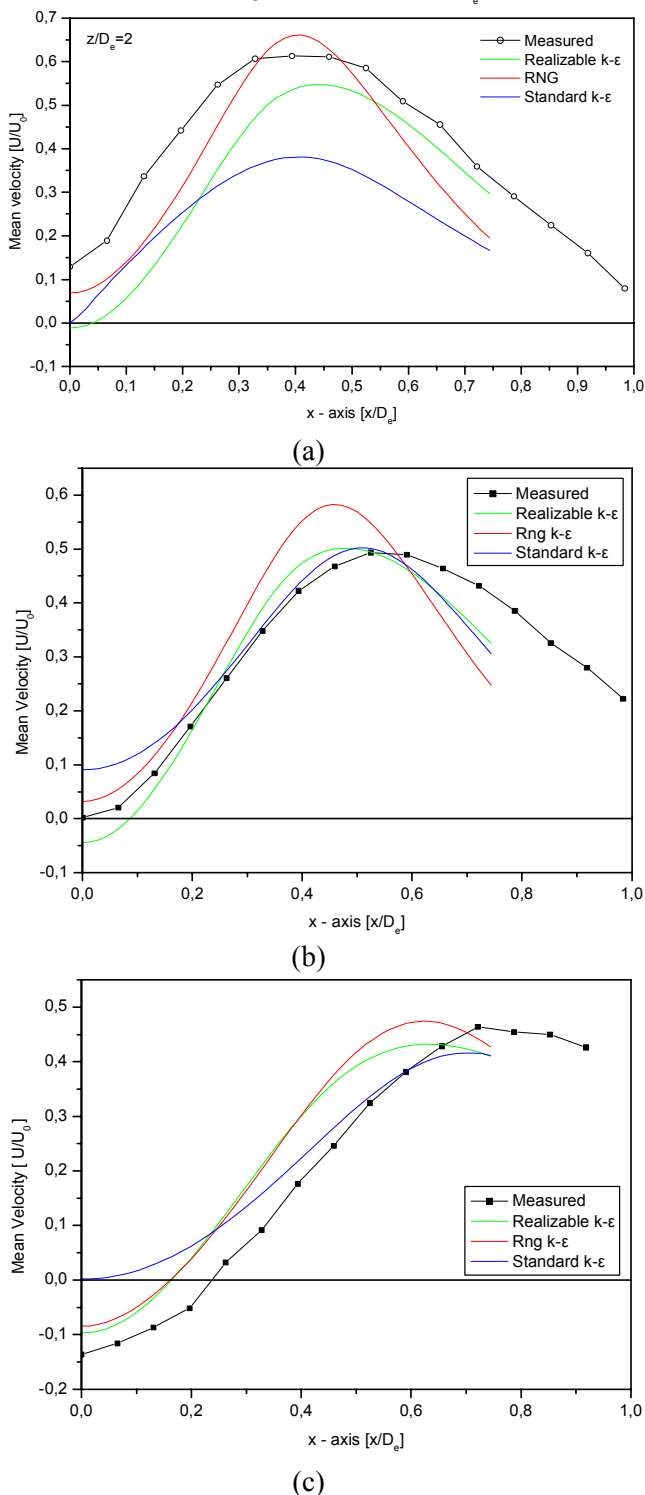 z/Dₑ=2
Measured
Realizable k-ε
RNG
Standard k-ε
0,7
0,6
0,5
0,4
0,3
0,2
0,1
0,0
-0,1
Mean velocity [U/U₀]
0,0 0,1 0,2 0,3 0,4 0,5 0,6 0,7 0,8 0,9 1,0
x - axis [x/Dₑ]
(a)
Measured
Realizable k-ε
Rng k-ε
Standard k-ε
0,6
0,5
0,4
0,3
0,2
0,1
0,0
-0,1
Mean Velocity [U/U₀]
0,0 0,2 0,4 0,6 0,8 1,0
x - axis [x/Dₑ]
(b)
0,5
0,4
0,3
0,2
0,1
0,0
-0,1
-0,2
Mean Velocity [ U/U₀]
Measured
Realizable k-ε
Rng k-ε
Standard k-ε
0,0 0,2 0,4 0,6 0,8 1,0
x - axis [x/Dₑ]
(c)